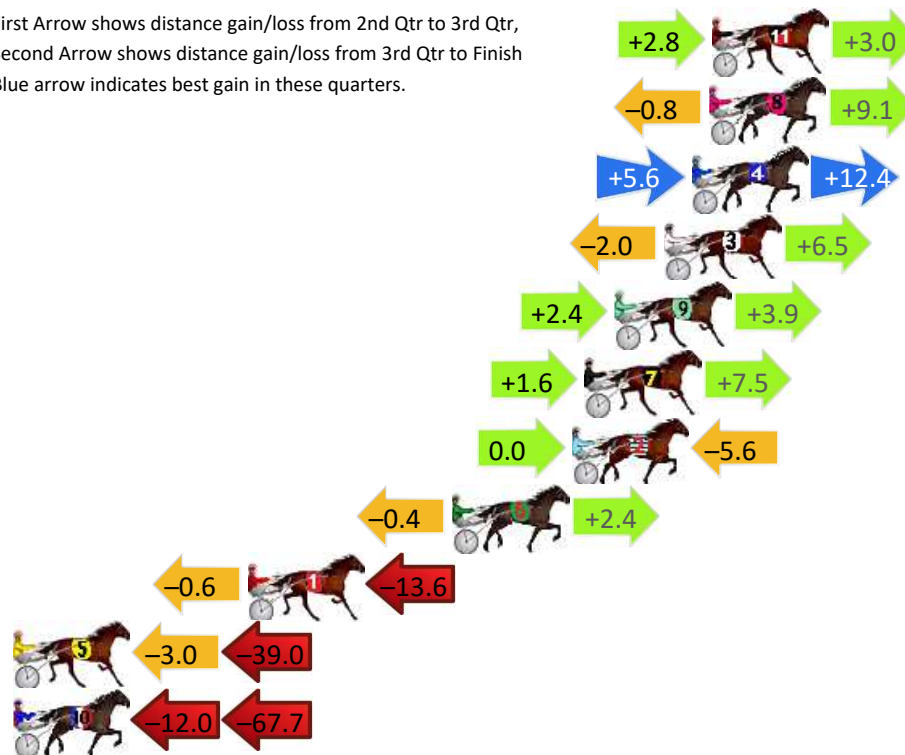 irst Arrow shows distance gain/loss from 2nd Qtr to 3rd Qtr,
Second Arrow shows distance gain/loss from 3rd Qtr to Finish
Blue arrow indicates best gain in these quarters.
+2.8 11 +3.0
–0.8 8 +9.1
+5.6 4 +12.4
–2.0 3 +6.5
+2.4 9 +3.9
+1.6 7 +7.5
0.0 2 –5.6
–0.4 6 +2.4
–0.6 1 –13.6
5 –3.0 –39.0
10 –12.0 –67.7